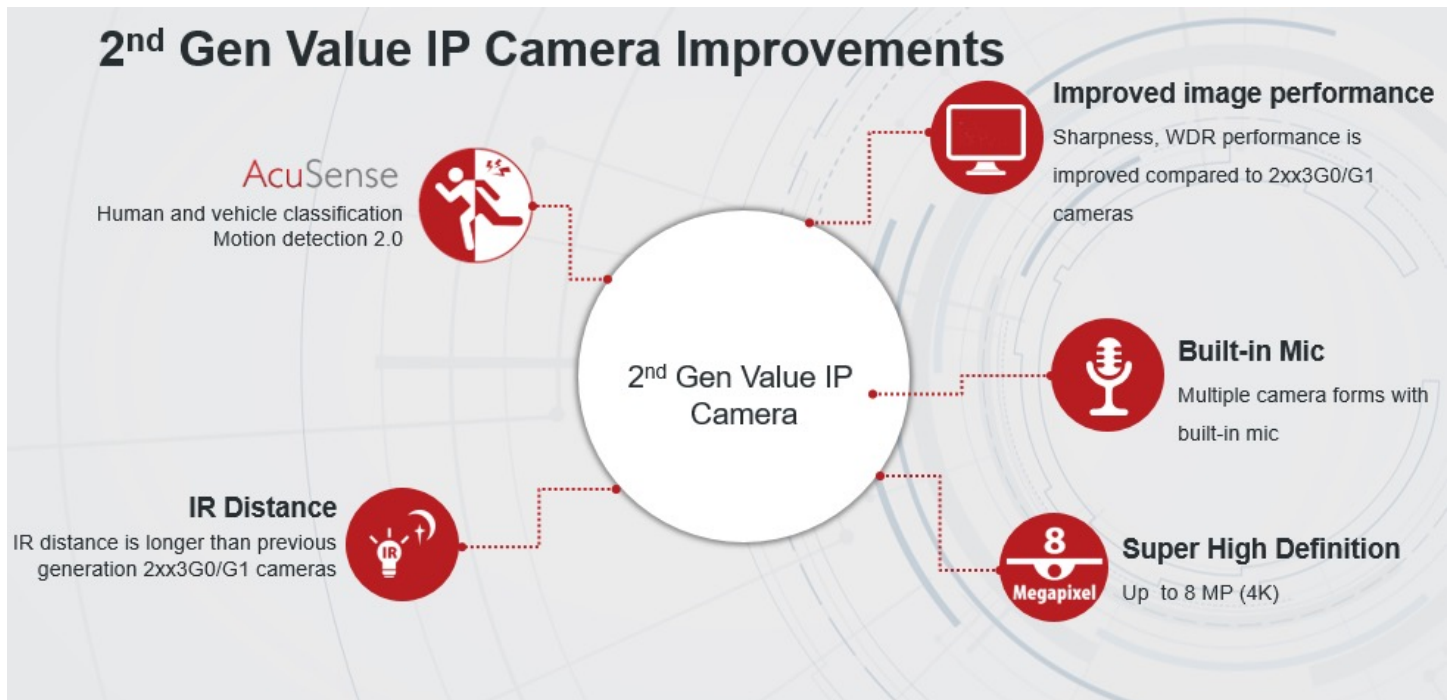 2nd Gen Value IP Camera Improvements
AcuSense
Human and vehicle classification
Motion detection 2.0
Improved image performance
Sharpness, WDR performance is
improved compared to 2xx3G0/G1
cameras
2nd Gen Value IP
Camera
Built-in Mic
Multiple camera forms with
built-in mic
IR Distance
IR distance is longer than previous
generation 2xx3G0/G1 cameras
IR
8
Megapixel
Super High Definition
Up to 8 MP (4K)